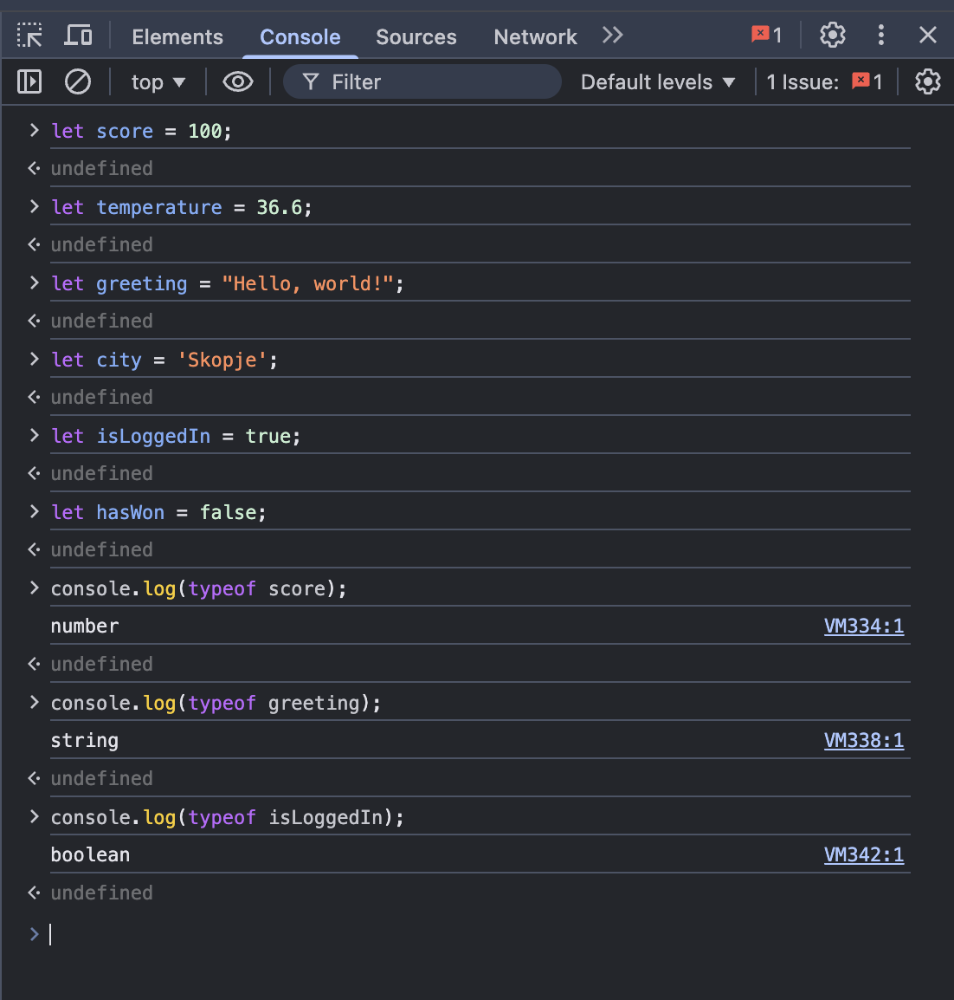 Elements Console Sources Network 1
top Filter Default levels 1 Issue: 1
let score = 100;
undefined
let temperature = 36.6;
undefined
let greeting = "Hello, world!";
undefined
let city = 'Skopje';
undefined
let isLoggedIn = true;
undefined
let hasWon = false;
undefined
console.log(typeof score);
number VM334:1
undefined
console.log(typeof greeting);
string VM338:1
undefined
console.log(typeof isLoggedIn);
boolean VM342:1
undefined